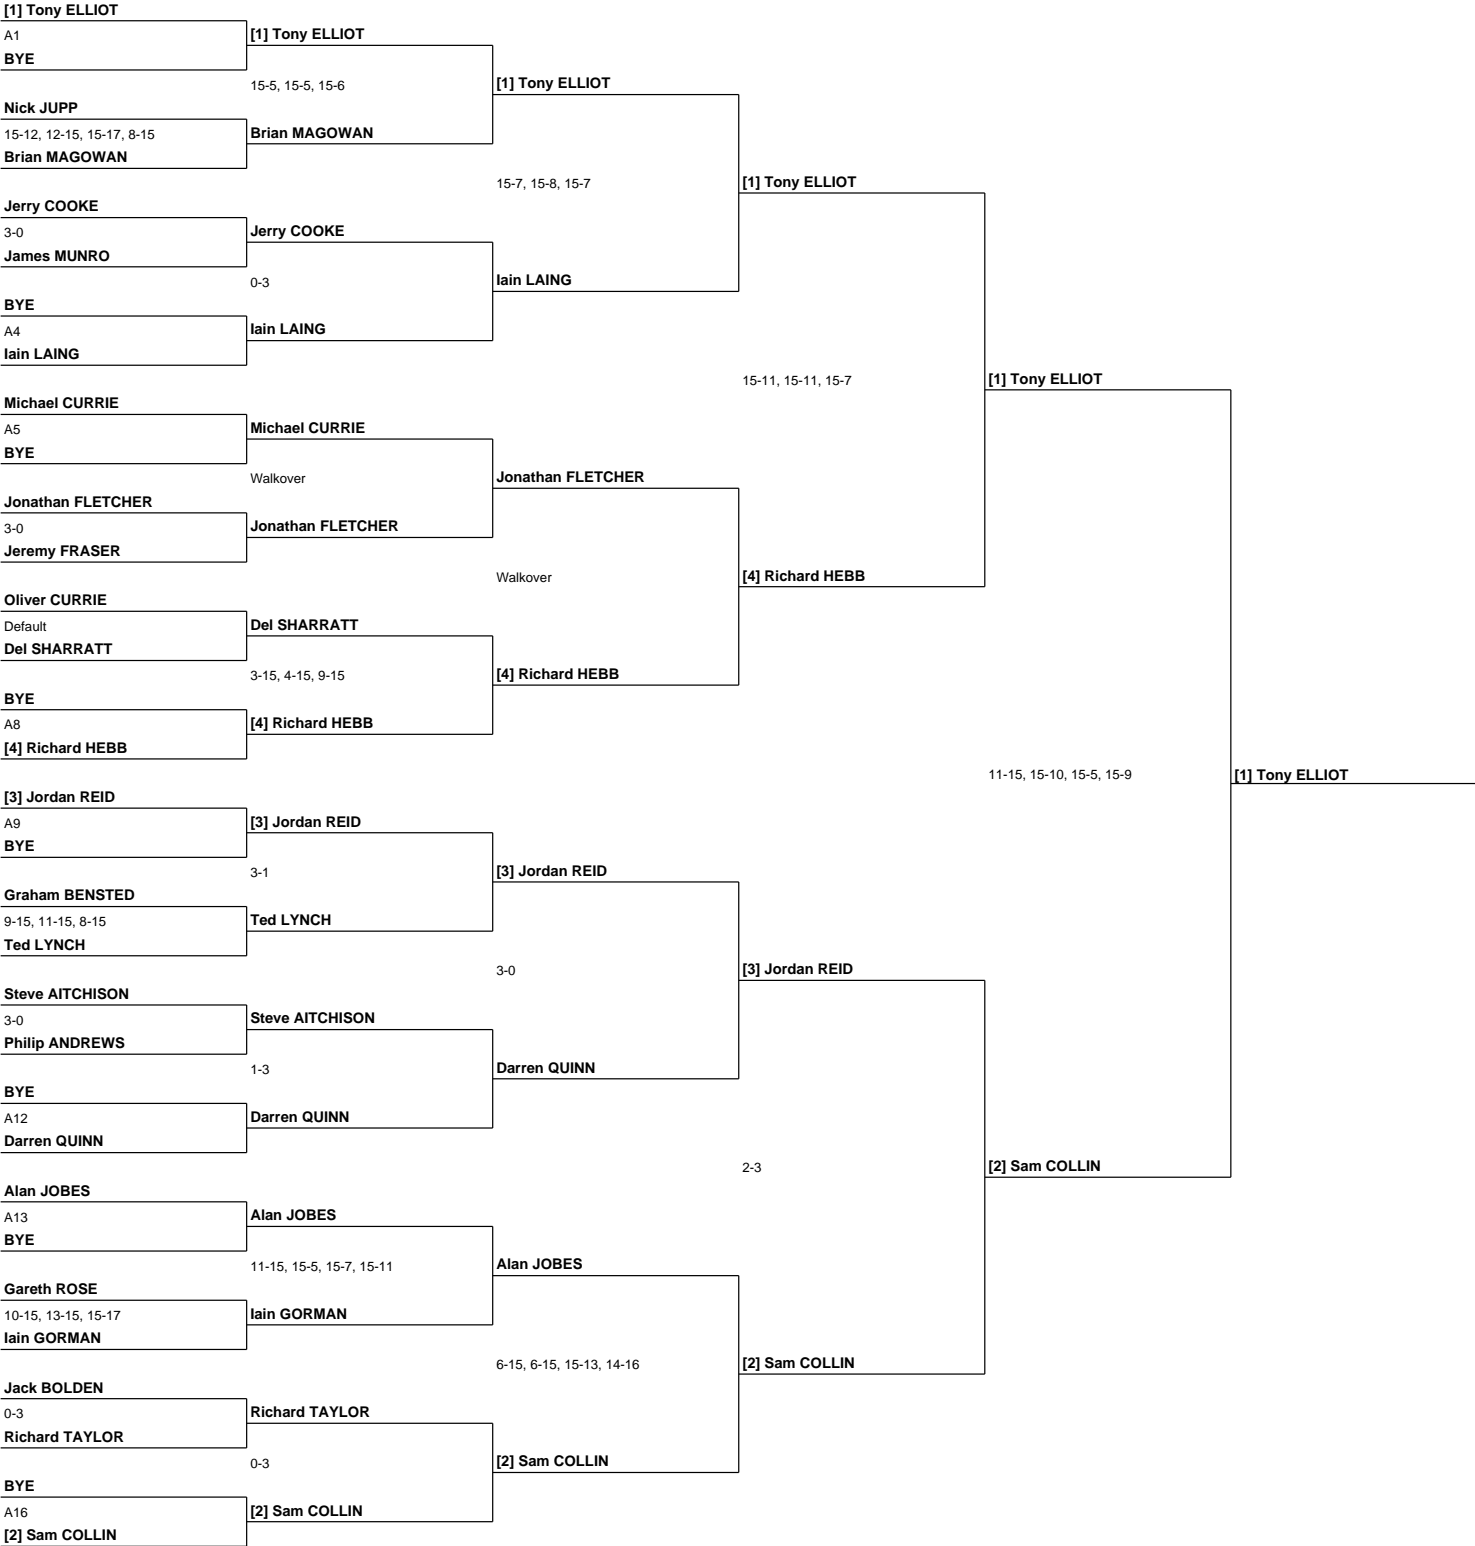 [1] Tony ELLIOT
A1
BYE
Nick JUPP
15-12, 12-15, 15-17, 8-15
Brian MAGOWAN
Jerry COOKE
3-0
James MUNRO
BYE
A4
Iain LAING
Michael CURRIE
A5
BYE
Jonathan FLETCHER
3-0
Jeremy FRASER
Oliver CURRIE
Default
Del SHARRATT
BYE
A8
[4] Richard HEBB
[3] Jordan REID
A9
BYE
Graham BENSTED
9-15, 11-15, 8-15
Ted LYNCH
Steve AITCHISON
3-0
Philip ANDREWS
BYE
A12
Darren QUINN
Alan JOBES
A13
BYE
Gareth ROSE
10-15, 13-15, 15-17
Iain GORMAN
Jack BOLDEN
0-3
Richard TAYLOR
BYE
A16
[2] Sam COLLIN
[1] Tony ELLIOT
15-5, 15-5, 15-6
Brian MAGOWAN
Jerry COOKE
0-3
Iain LAING
Michael CURRIE
Walkover
Jonathan FLETCHER
Del SHARRATT
3-15, 4-15, 9-15
[4] Richard HEBB
[3] Jordan REID
3-1
Ted LYNCH
Steve AITCHISON
1-3
Darren QUINN
Alan JOBES
11-15, 15-5, 15-7, 15-11
Iain GORMAN
Richard TAYLOR
0-3
[2] Sam COLLIN
[1] Tony ELLIOT
15-7, 15-8, 15-7
Iain LAING
Jonathan FLETCHER
Walkover
[4] Richard HEBB
[3] Jordan REID
3-0
Darren QUINN
Alan JOBES
6-15, 6-15, 15-13, 14-16
[2] Sam COLLIN
[1] Tony ELLIOT
15-11, 15-11, 15-7
[4] Richard HEBB
[3] Jordan REID
2-3
[2] Sam COLLIN
[1] Tony ELLIOT
11-15, 15-10, 15-5, 15-9
[2] Sam COLLIN
[1] Tony ELLIOT